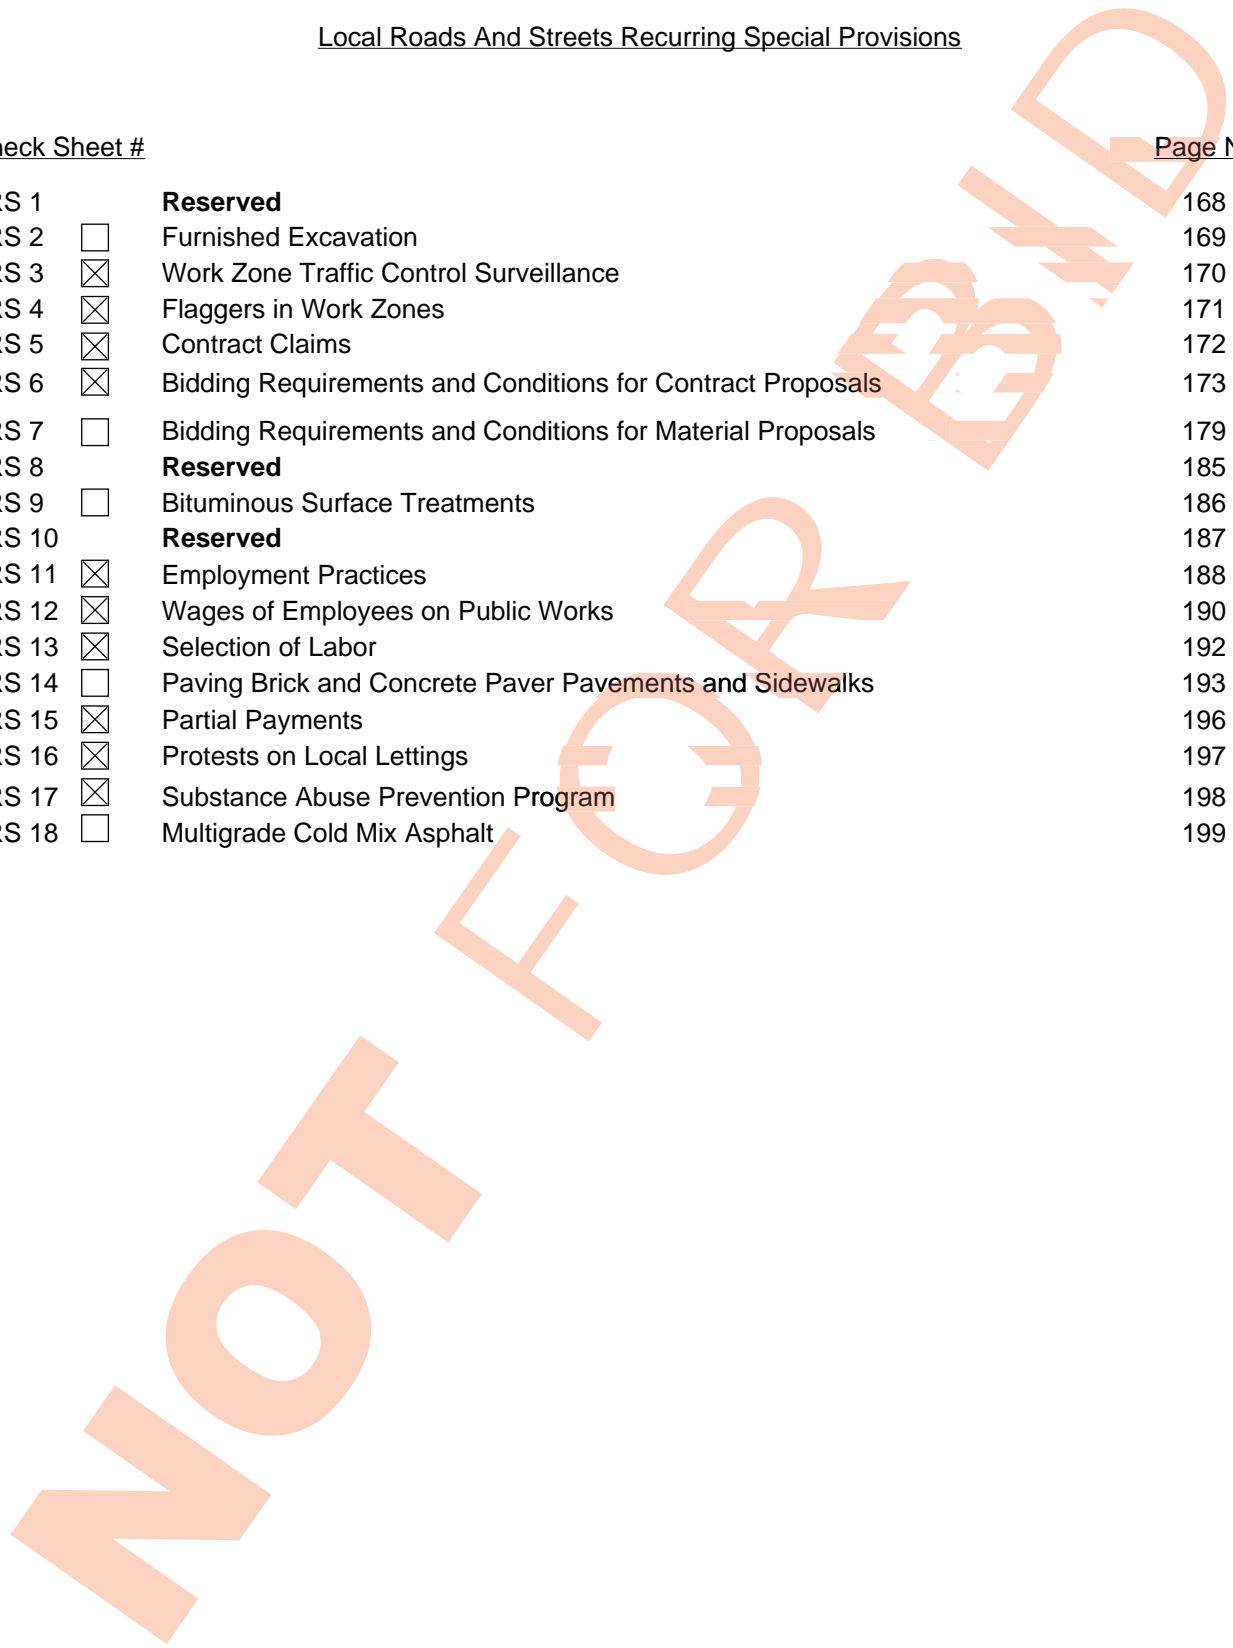 Local Roads And Streets Recurring Special Provisions
Sheet # Page
1 Reserved 168
2 Furnished Excavation 169
3 Work Zone Traffic Control Surveillance 170
4 Flaggers in Work Zones 171
5 Contract Claims 172
6 Bidding Requirements and Conditions for Contract Proposals 173
7 Bidding Requirements and Conditions for Material Proposals 179
8 Reserved 185
9 Bituminous Surface Treatments 186
10 Reserved 187
11 Employment Practices 188
12 Wages of Employees on Public Works 190
13 Selection of Labor 192
14 Paving Brick and Concrete Paver Pavements and Sidewalks 193
15 Partial Payments 196
16 Protests on Local Lettings 197
17 Substance Abuse Prevention Program 198
18 Multigrade Cold Mix Asphalt 199
NOT FOR BID